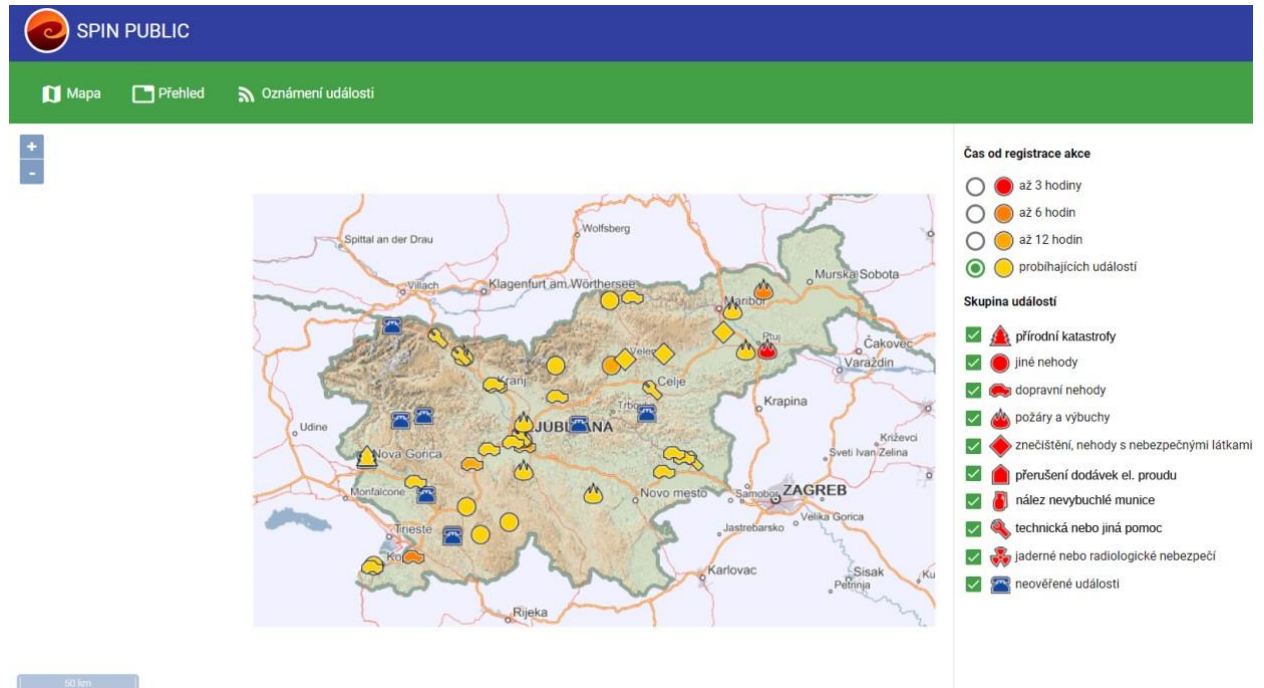 SPIN PUBLIC
Mapa
Přehled
Oznámení události
+
-
Čas od registrace akce
až 3 hodiny
až 6 hodin
až 12 hodin
probíhajících událostí
Skupina událostí
přírodní katastrofy
jiné nehody
dopravní nehody
požáry a výbuchy
znečištění, nehody s nebezpečnými látkami
přerušení dodávek el. proudu
nález nevybuchlé munice
technická nebo jiná pomoc
jaderné nebo radiologické nebezpečí
neověřené události
Wolfsberg
Spittal an der Drau
Murska Sobota
Villach
Klagenfurt am Wörthersee
Maribor
Ptuj
Čakovec
Varaždin
Kranj
Celje
Krapina
Udine
Križevci
Sveti Ivan Zelina
Nova Gorica
Monfalcone
Novo mesto
Samobor
ZAGREB
Velika Gorica
Trieste
Jastrebarsko
Karlovac
Sisak
Petrinja
Rijeka
50 km